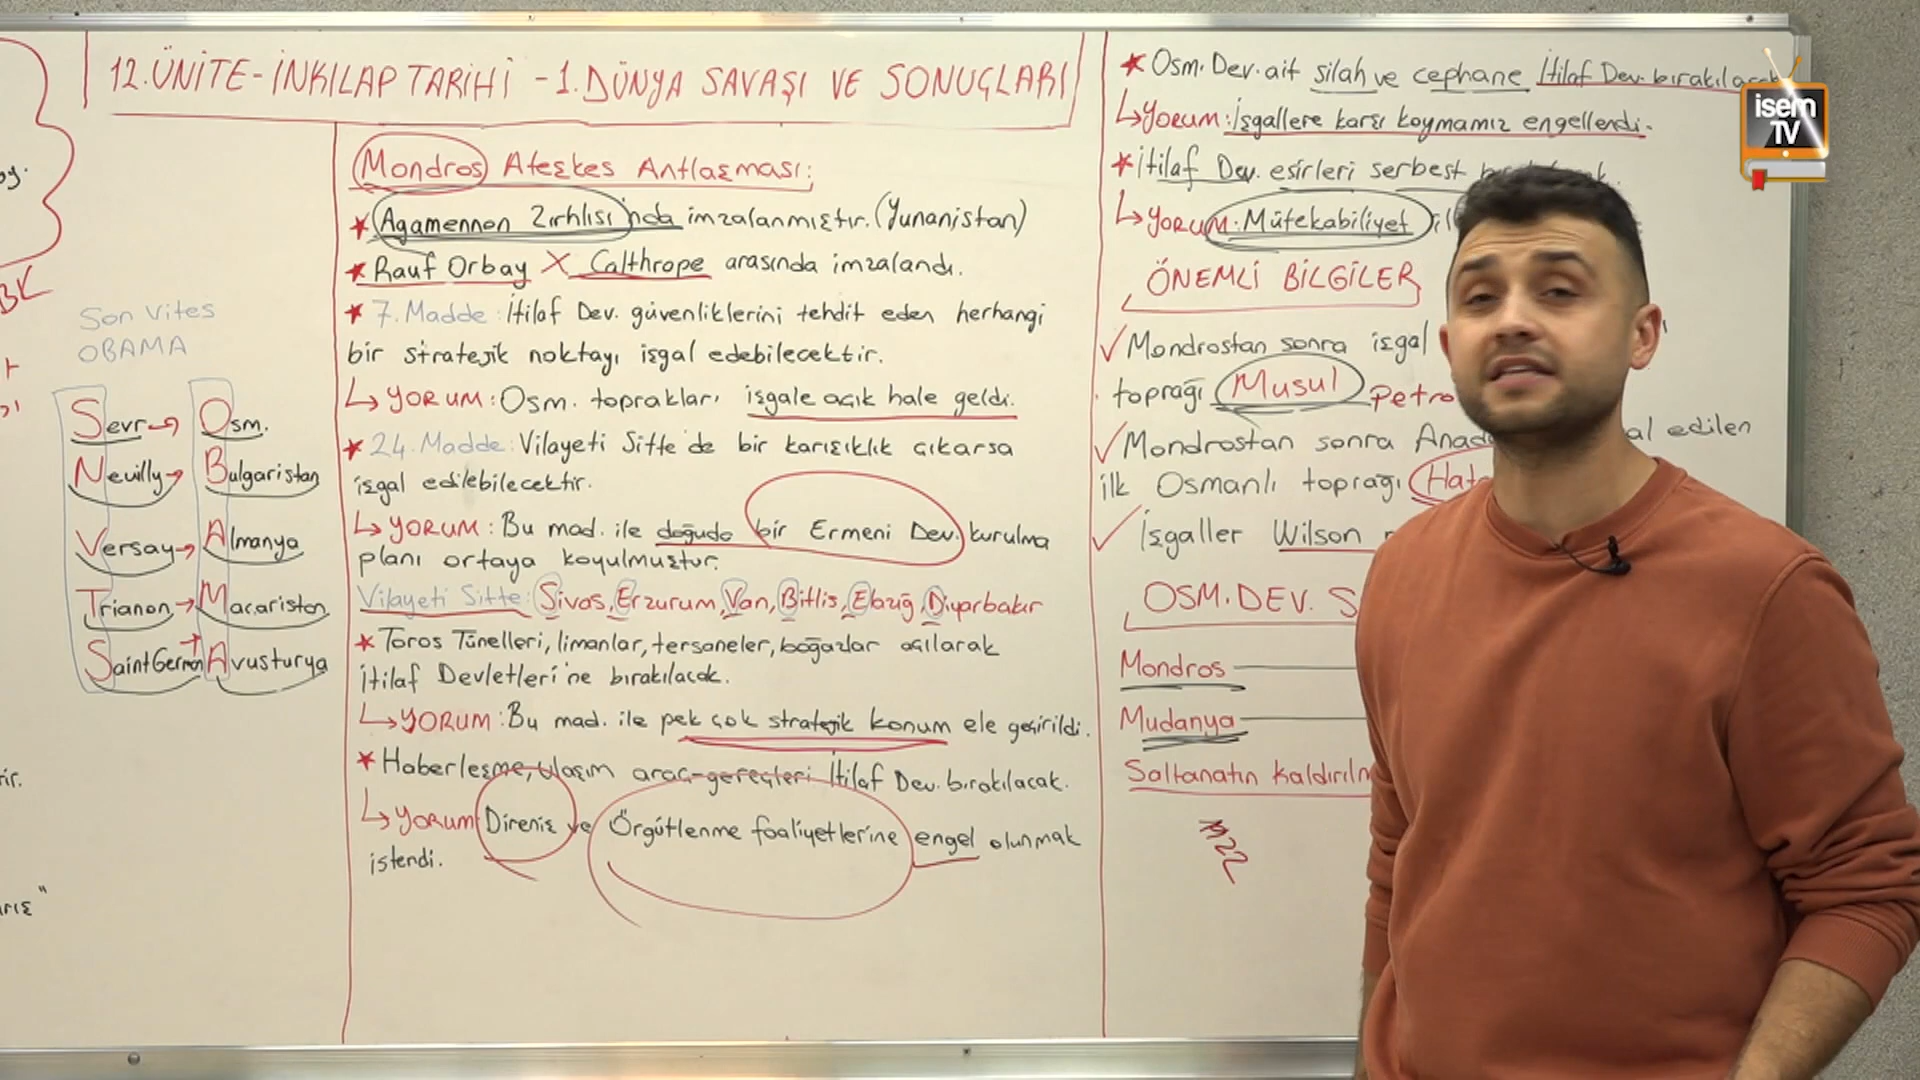 12.ÜNİTE-İNKILAP TARİHİ -1.DÜNYA SAVAŞI VE SONUÇLARI
Son Vites
OBAMA
Sevr → Osm.
Neuilly → Bulgaristan
Versay → Almanya
Trianon → Macaristan
Saint Germen → Avusturya
Mondros Ateşkes Antlaşması:
★ Agamennon Zırhlısı'nda imzalanmıştır. (Yunanistan)
★ Rauf Orbay X Calthrope arasında imzalandı.
★ 7. Madde: İtilaf Dev. güvenliklerini tehdit eden herhangi
bir stratejik noktayı işgal edebilecektir.
↳ YORUM: Osm. toprakları işgale açık hale geldi.
★ 24. Madde: Vilayeti Sitte'de bir karışıklık çıkarsa
işgal edilebilecektir.
↳ YORUM: Bu mad. ile doğuda bir Ermeni Dev. kurulma
planı ortaya koyulmuştur.
Vilayeti Sitte: Sivas, Erzurum, Van, Bitlis, Elazığ, Diyarbakır
★ Toros Tünelleri, limanlar, tersaneler, boğazlar açılarak
İtilaf Devletleri'ne bırakılacak.
↳ YORUM: Bu mad. ile pek çok stratejik konum ele geçirildi.
★ Haberleşme, ulaşım araç-gereçleri İtilaf Dev. bırakılacak.
↳ YORUM: Direniş ve Örgütlenme faaliyetlerine engel olunmak
istendi.
★ Osm. Dev. ait silah ve cephane İtilaf Dev. bırakılacak
↳ YORUM: İşgallere karşı koymamız engellendi.
★ İtilaf Dev. esirleri serbest
↳ YORUM: Mütekabiliyet
ÖNEMLİ BİLGİLER
✓ Mondrostan sonra işgal
toprağı Musul
✓ Mondrostan sonra edilen
ilk Osmanlı toprağı
✓ İşgaller Wilson
OSM. DEV.
Mondros
Mudanya
Saltanatın
isem
TV